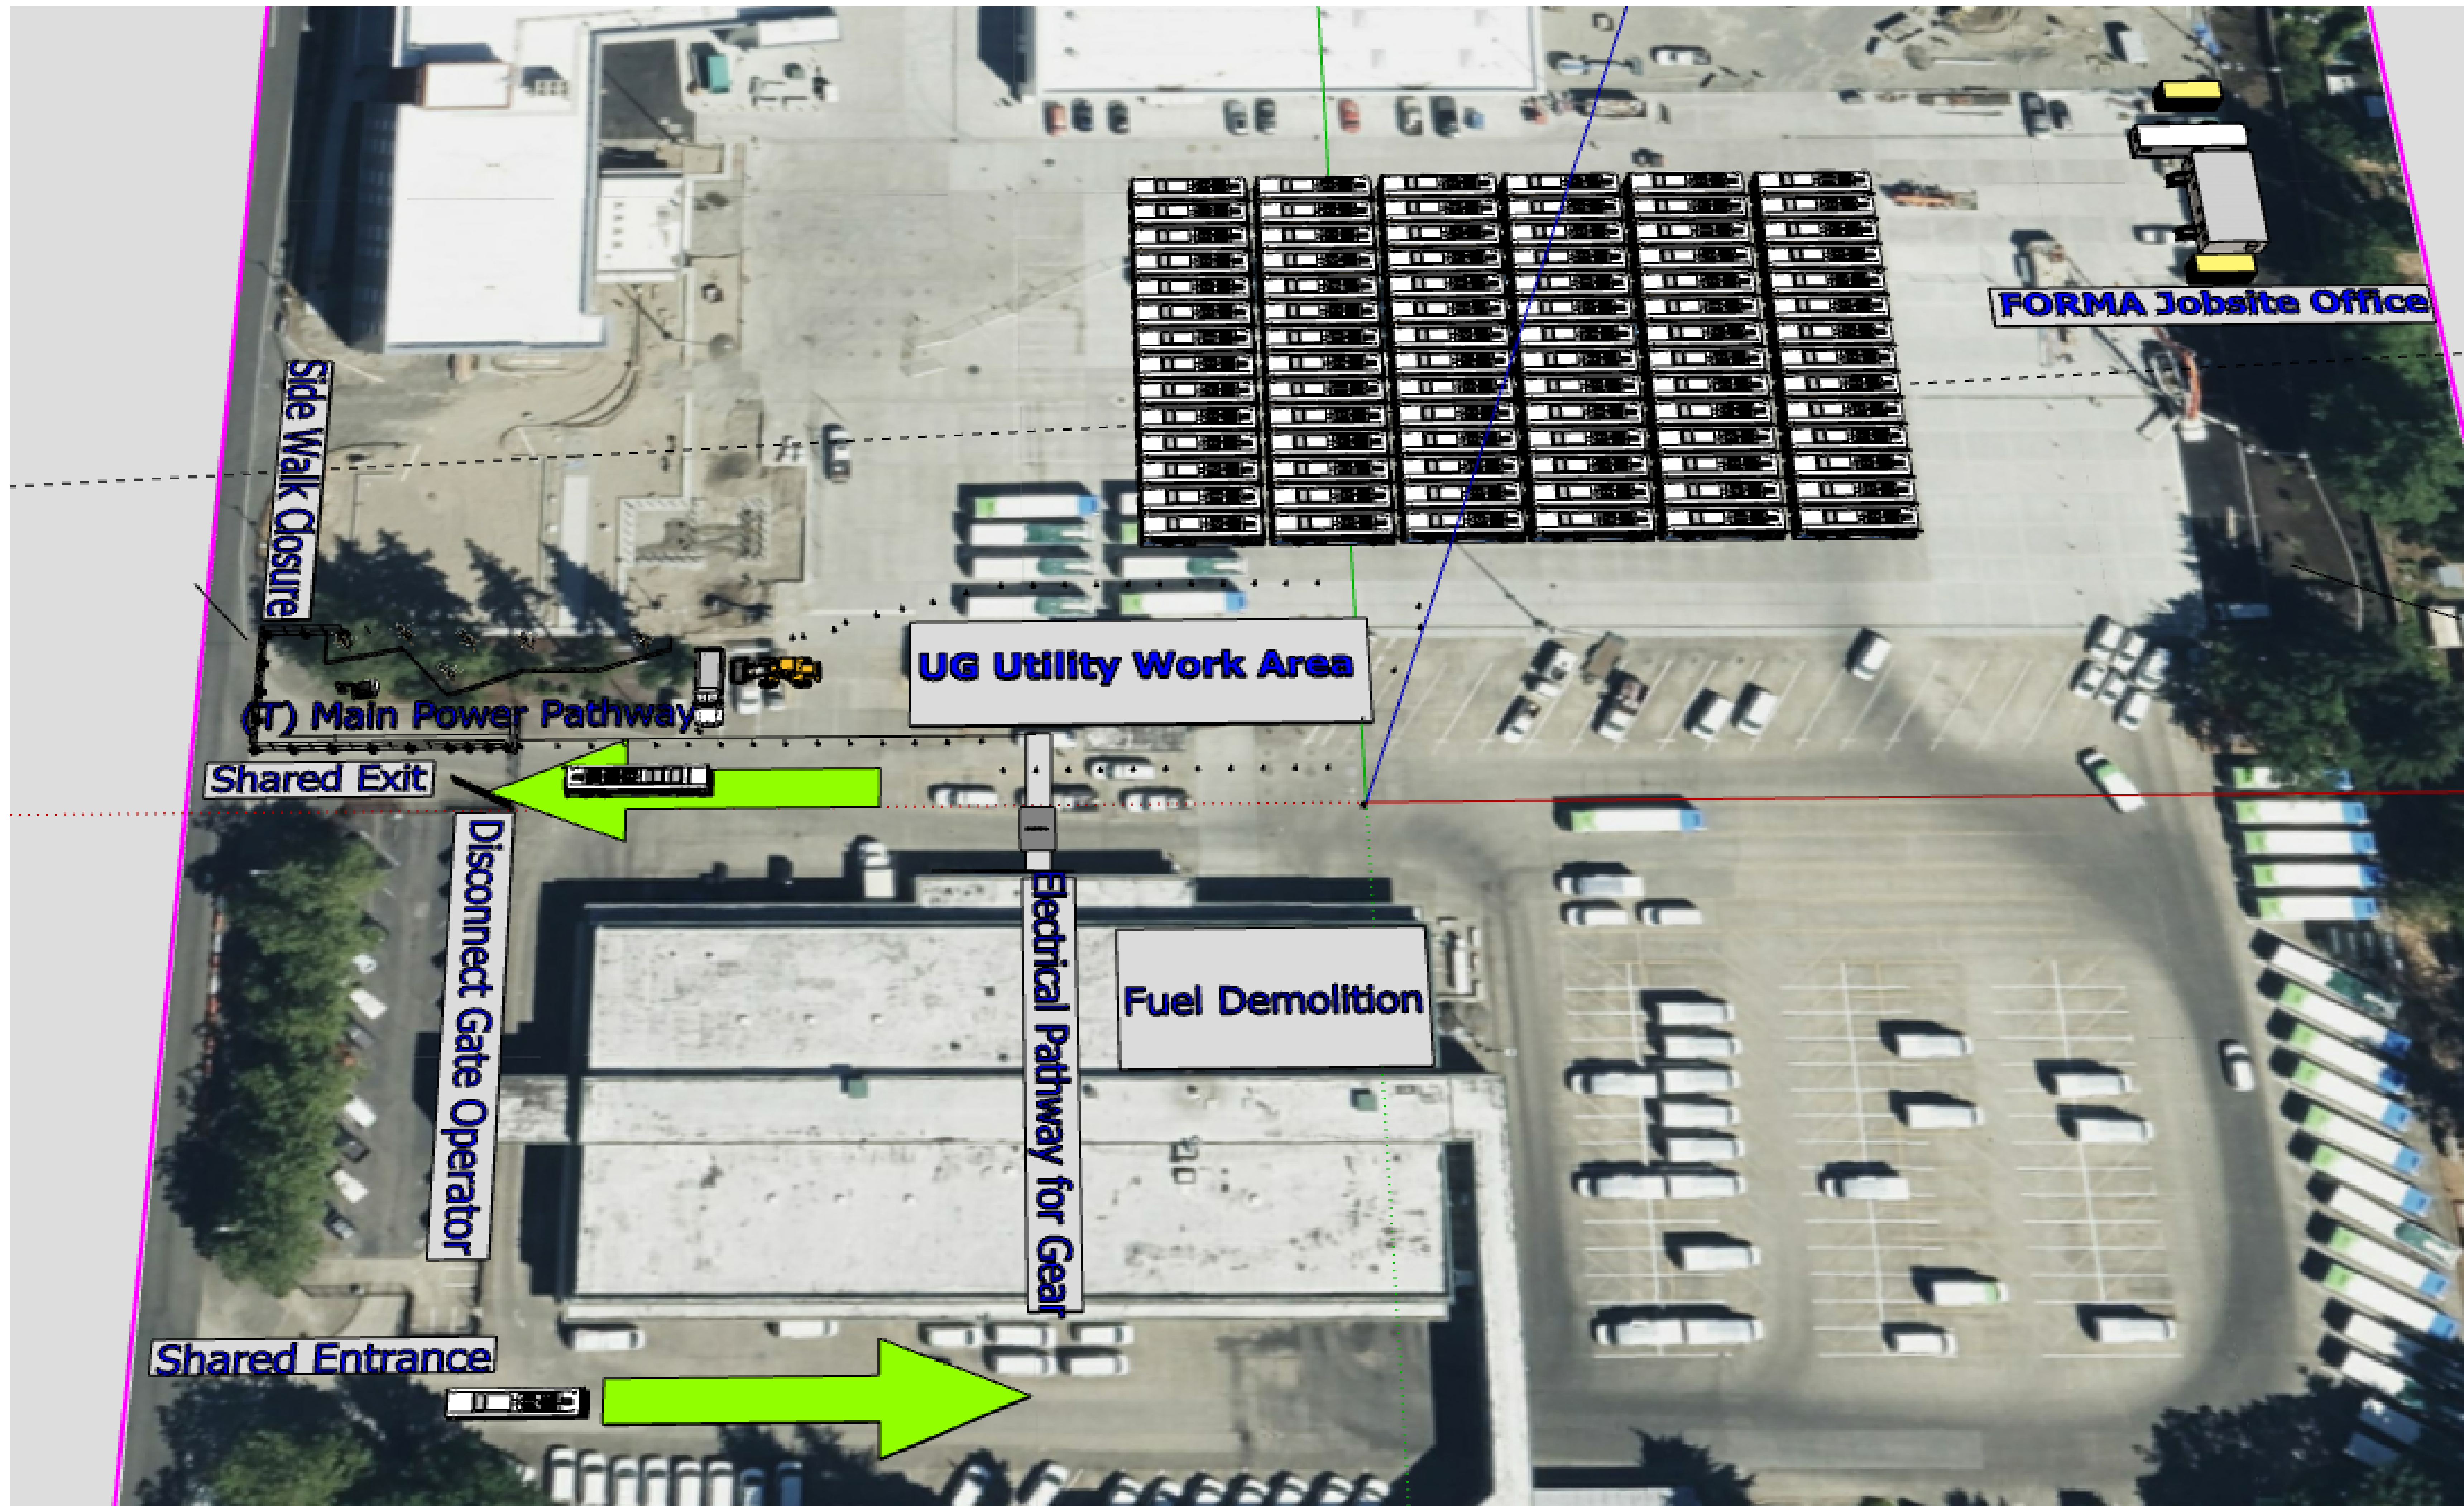 FORMA Jobsite Office
Side Walk Closure
UG Utility Work Area
(T) Main Power Pathway
Shared Exit
Disconnect Gate Operator
Electrical Pathway for Gear
Fuel Demolition
Shared Entrance